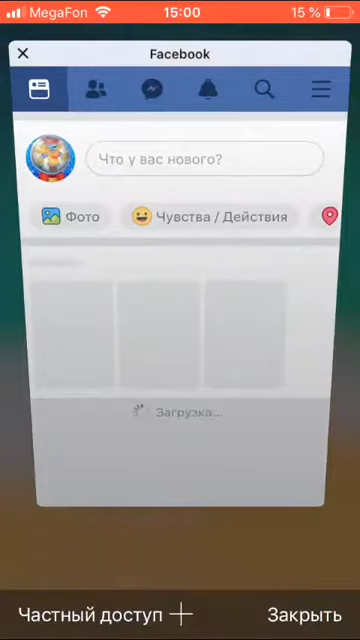 MegaFon 15:00 15 %
Facebook
Что у вас нового?
Фото Чувства / Действия
Загрузка...
Частный доступ Закрыть